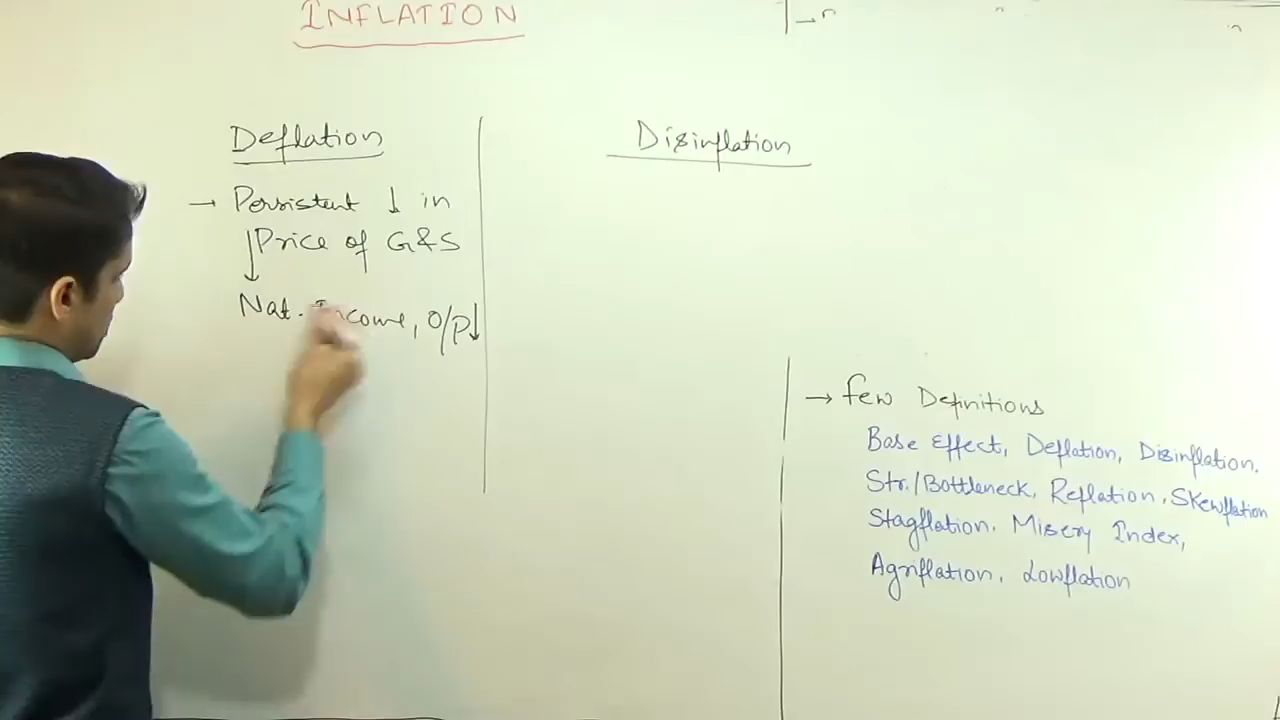 INFLATION
Deflation
→ Persistent ↓ in
↓ Price of G&S
Nat. Income, O/P↓
Disinflation
→ Few Definitions
Base Effect, Deflation, Disinflation,
Str./Bottleneck, Reflation, Skewflation
Stagflation. Misery Index,
Agriflation, Lowflation